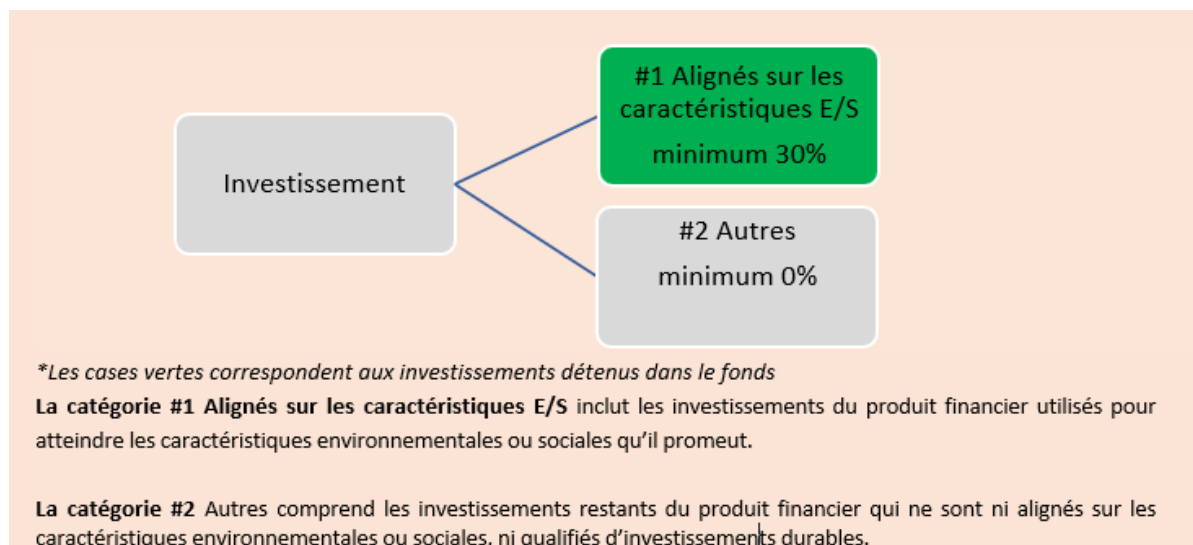 #1 Alignés sur les
caractéristiques E/S
minimum 30%
Investissement
#2 Autres
minimum 0%
*Les cases vertes correspondent aux investissements détenus dans le fonds
La catégorie #1 Alignés sur les caractéristiques E/S inclut les investissements du produit financier utilisés pour
atteindre les caractéristiques environnementales ou sociales qu’il promeut.
La catégorie #2 Autres comprend les investissements restants du produit financier qui ne sont ni alignés sur les
caractéristiques environnementales ou sociales, ni qualifiés d’investissements durables.